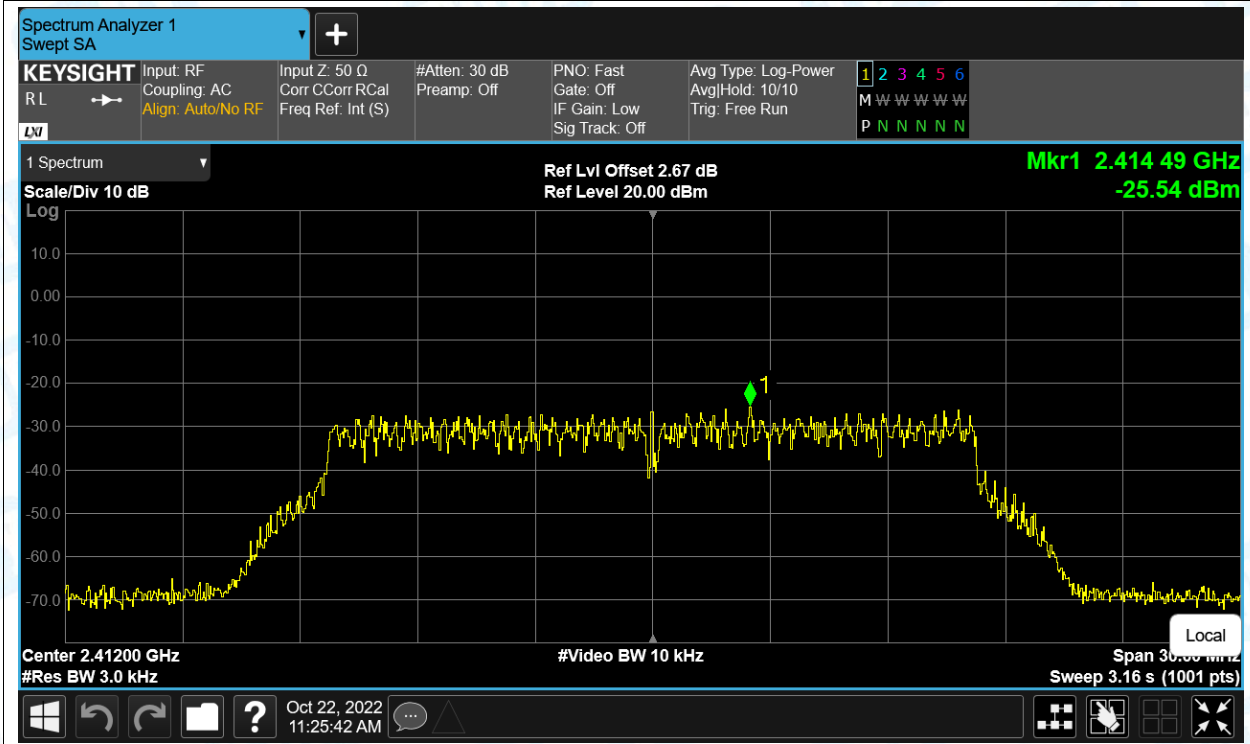 Spectrum Analyzer 1
Swept SA
+
KEYSIGHT
R L
LXI
Input: RF
Coupling: AC
Align: Auto/No RF
Input Z: 50 Ω
Corr CCorr RCal
Freq Ref: Int (S)
#Atten: 30 dB
Preamp: Off
PNO: Fast
Gate: Off
IF Gain: Low
Sig Track: Off
Avg Type: Log-Power
Avg|Hold: 10/10
Trig: Free Run
1 2 3 4 5 6
M W W W W W W
P N N N N N N
1 Spectrum
Scale/Div 10 dB
Ref Lvl Offset 2.67 dB
Ref Level 20.00 dBm
Mkr1 2.414 49 GHz
-25.54 dBm
Log
10.0
0.00
-10.0
-20.0
-30.0
-40.0
-50.0
-60.0
-70.0
1
Local
Center 2.41200 GHz
#Video BW 10 kHz
Span 30.00 MHz
#Res BW 3.0 kHz
Sweep 3.16 s (1001 pts)
?
Oct 22, 2022
11:25:42 AM